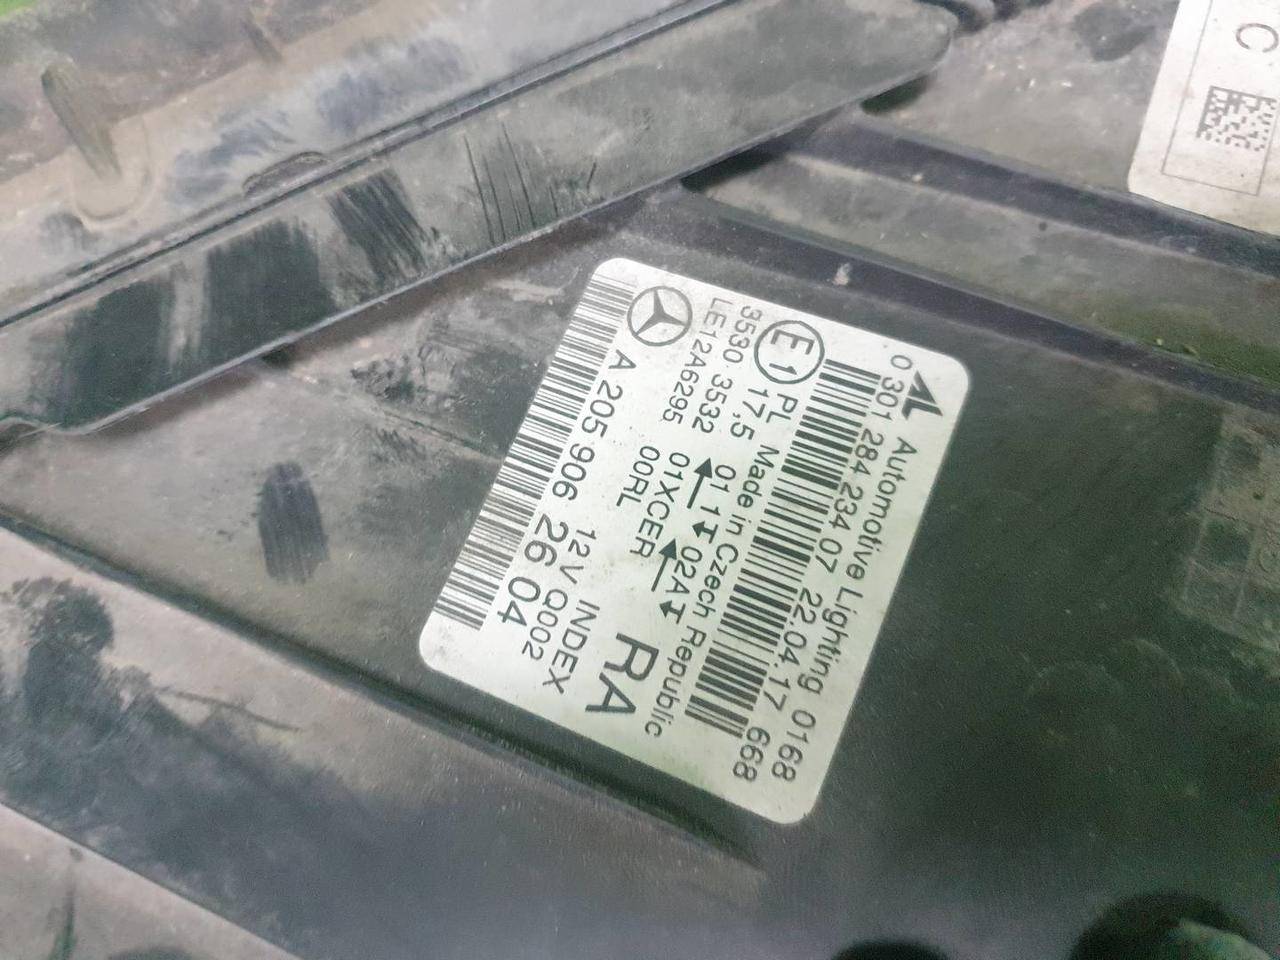 Automotive Lighting 0168
0 301 284 234 07 22.04.17 668
E1 PL Made in Czech Republic
17,5 01 1 02A
3530 3532 01XCER RA
LE12A6295 00RL
INDEX
12V Q002
A 205 906 26 04
C